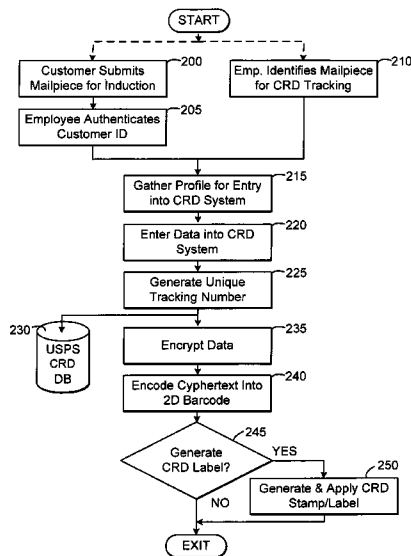 START
200
Customer Submits
Mailpiece for Induction
210
Emp. Identifies Mailpiece
for CRD Tracking
205
Employee Authenticates
Customer ID
215
Gather Profile for Entry
into CRD System
220
Enter Data into CRD
System
225
Generate Unique
Tracking Number
230
USPS
CRD
DB
235
Encrypt Data
240
Encode Cyphertext Into
2D Barcode
245
Generate
CRD Label?
YES
250
Generate & Apply CRD
Stamp/Label
NO
EXIT